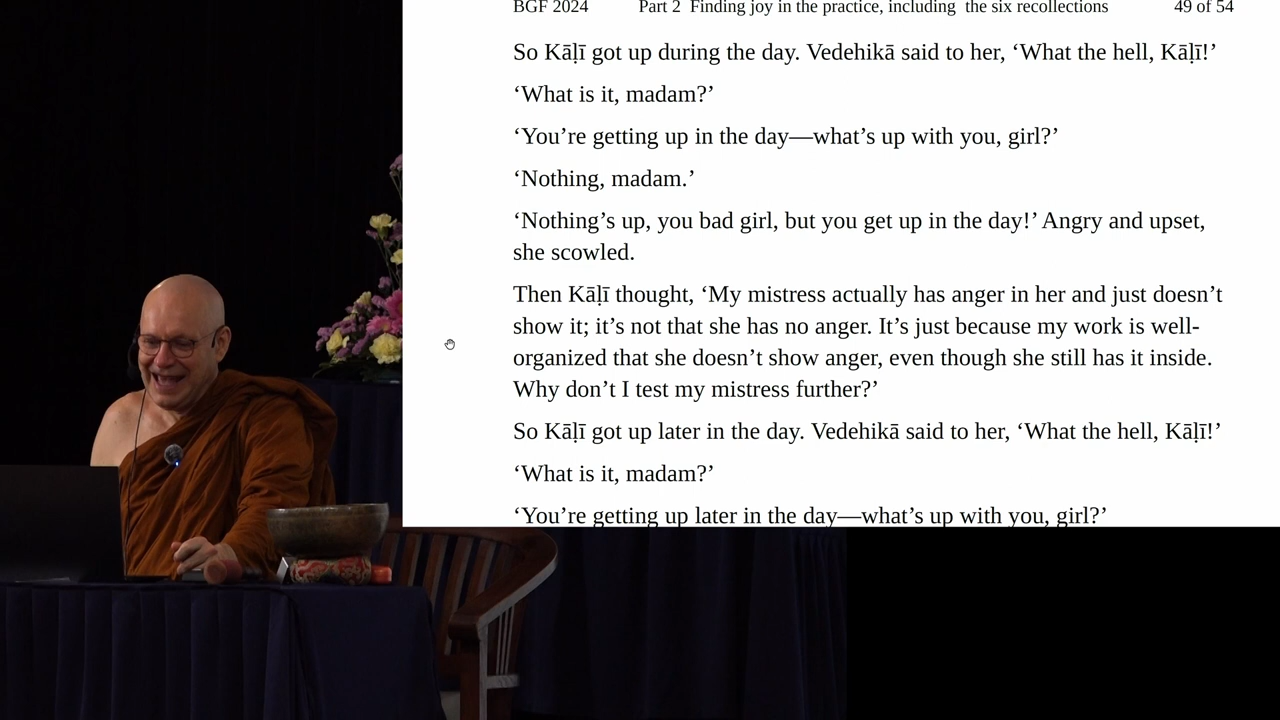 BGF 2024 Part 2 Finding joy in the practice, including the six recollections 49 of 54
So Kāḷī got up during the day. Vedehikā said to her, ‘What the hell, Kāḷī!’
‘What is it, madam?’
‘You’re getting up in the day—what’s up with you, girl?’
‘Nothing, madam.’
‘Nothing’s up, you bad girl, but you get up in the day!’ Angry and upset,
she scowled.
Then Kāḷī thought, ‘My mistress actually has anger in her and just doesn’t
show it; it’s not that she has no anger. It’s just because my work is well-
organized that she doesn’t show anger, even though she still has it inside.
Why don’t I test my mistress further?’
So Kāḷī got up later in the day. Vedehikā said to her, ‘What the hell, Kāḷī!’
‘What is it, madam?’
‘You’re getting up later in the day—what’s up with you, girl?’